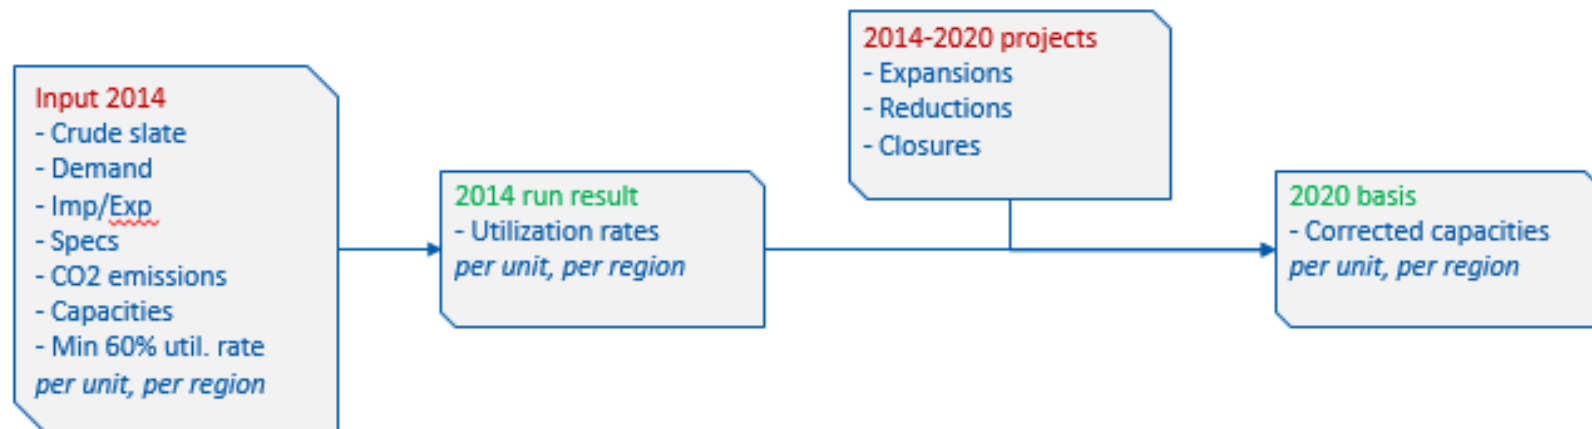 Input 2014
- Crude slate
- Demand
- Imp/Exp
- Specs
- CO2 emissions
- Capacities
- Min 60% util. rate
per unit, per region
2014 run result
- Utilization rates
per unit, per region
2014-2020 projects
- Expansions
- Reductions
- Closures
2020 basis
- Corrected capacities
per unit, per region